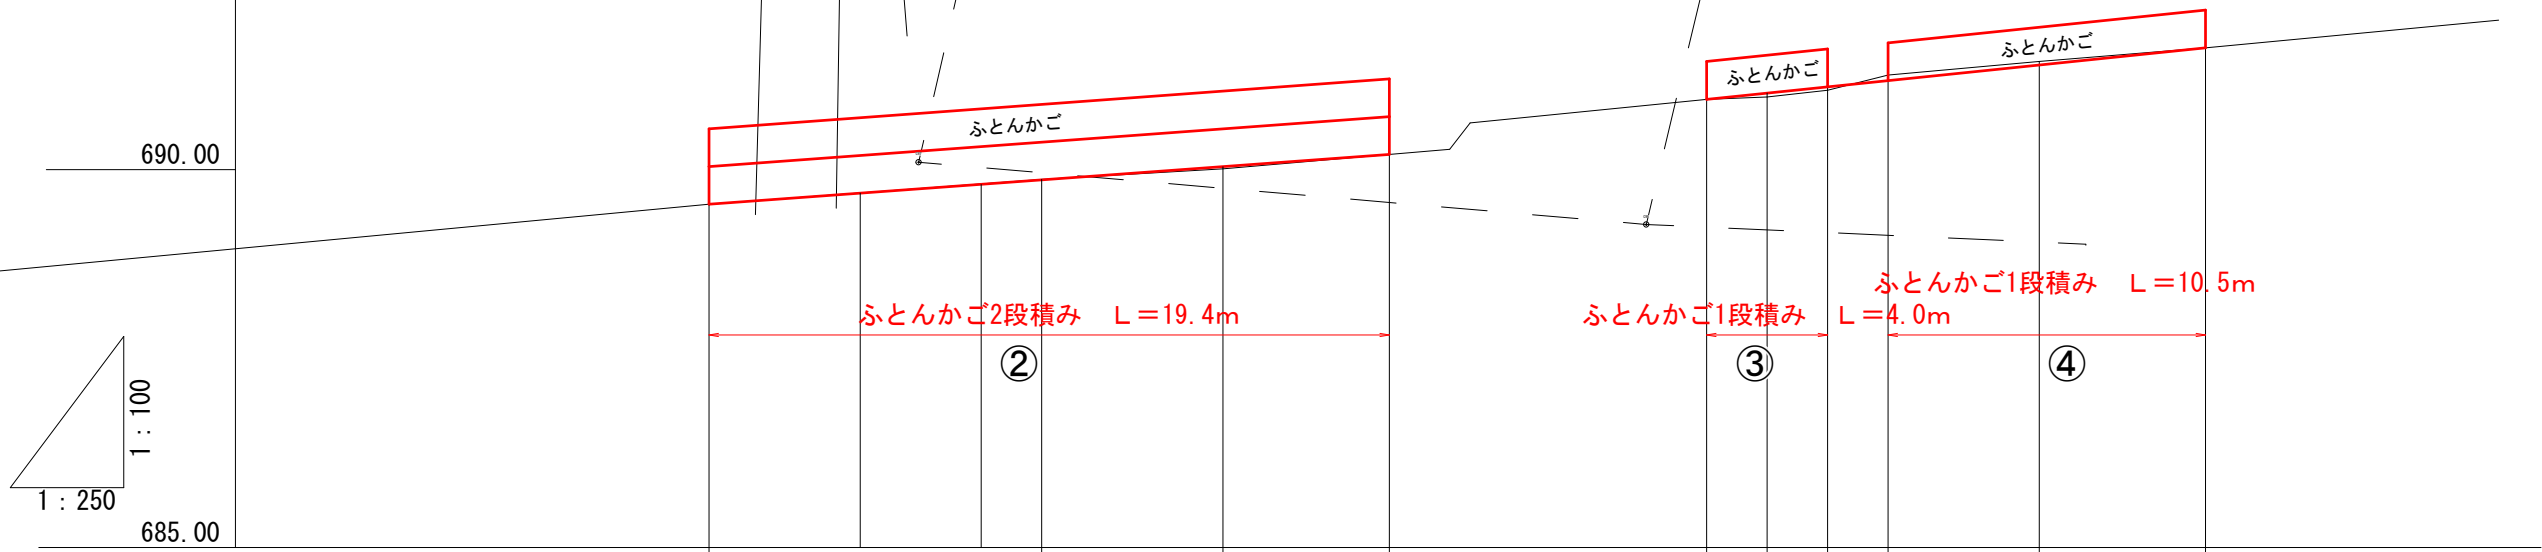 ふとんかご
ふとんかご
ふとんかご
690.00
ふとんかご1段積み　Ｌ＝10.5ｍ
ふとんかご2段積み　Ｌ＝19.4ｍ
ふとんかご1段積み　Ｌ＝4.0ｍ
②
③
④
1：100
1：250
685.00